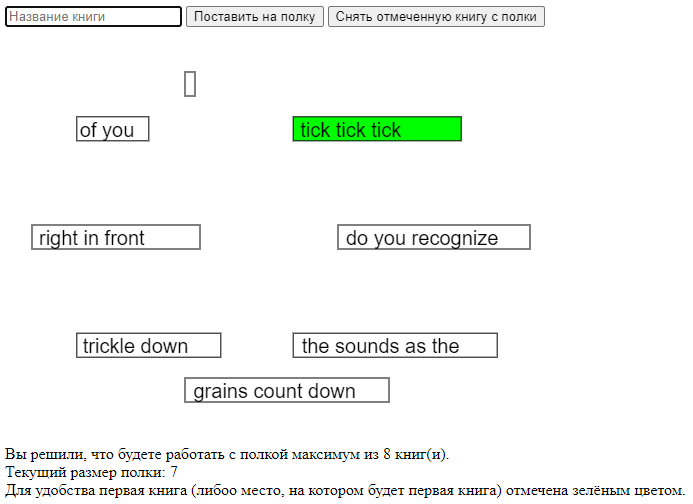 Название книги Поставить на полку Снять отмеченную книгу с полки
of you tick tick tick
right in front do you recognize
trickle down the sounds as the
grains count down
Вы решили, что будете работать с полкой максимум из 8 книг(и).
Текущий размер полки: 7
Для удобства первая книга (либоо место, на котором будет первая книга) отмечена зелёным цветом.